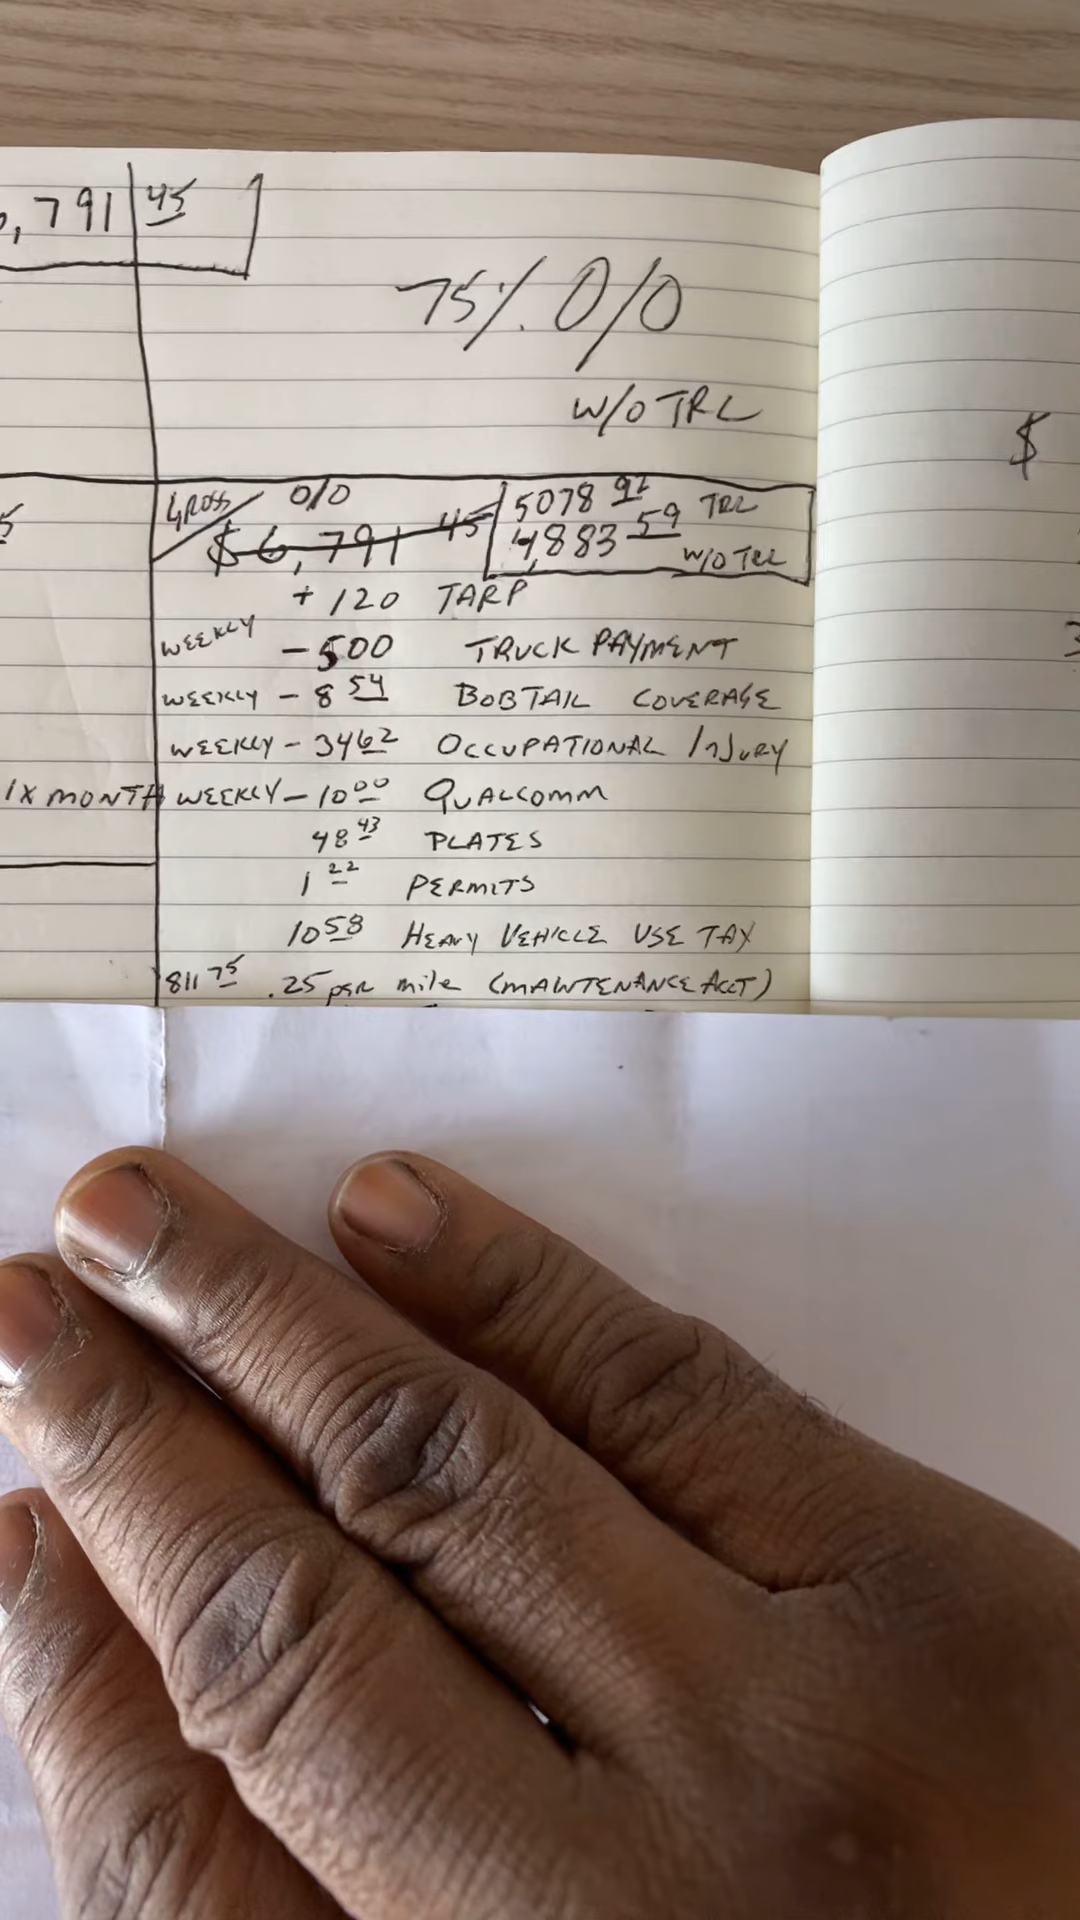 ,791 45
75% O/O
W/O TRL
GROSS O/O
$6,791 45
5078 92 TRL
4,883 59 W/O TRL
+ 120 TARP
WEEKLY -500 TRUCK PAYMENT
WEEKLY - 8 54 BOBTAIL COVERAGE
WEEKLY - 34 62 OCCUPATIONAL INJURY
1X MONTH WEEKLY - 10 00 QUALCOMM
48 43 PLATES
1 22 PERMITS
10 58 HEAVY VEHICLE USE TAX
811 75 .25 per mile (MAINTENANCE ACCT)
$